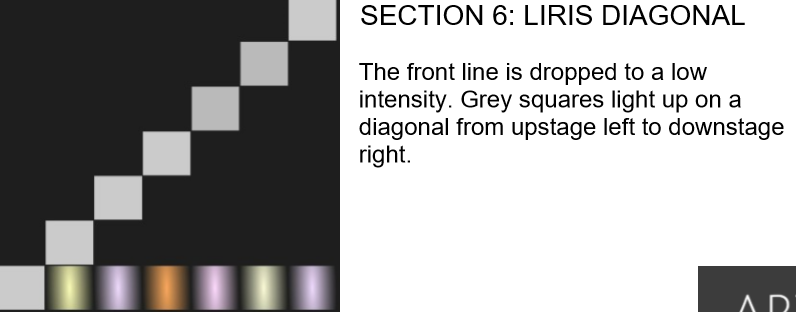 SECTION 6: LIRIS DIAGONAL
The front line is dropped to a low
intensity. Grey squares light up on a
diagonal from upstage left to downstage
right.